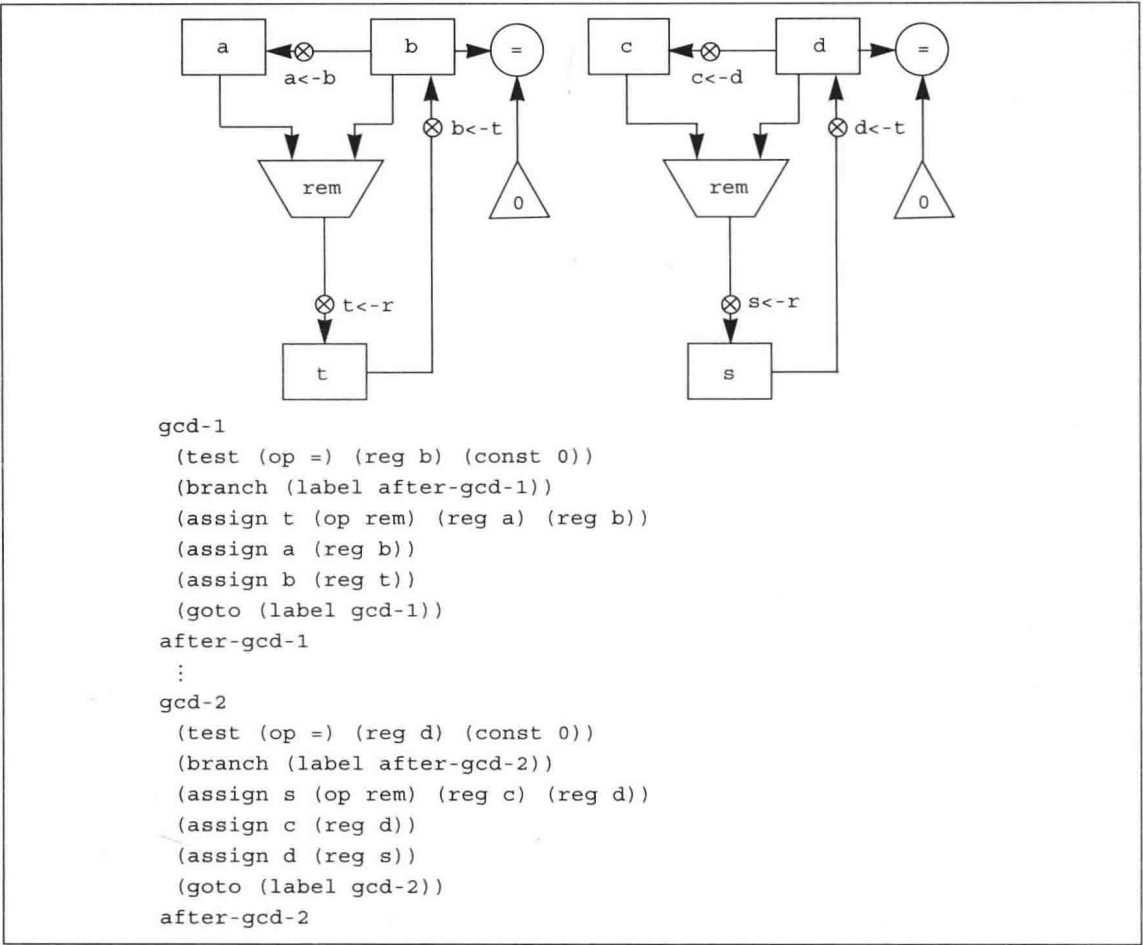 a b = c d =
a<-b c<-d
b<-t d<-t
rem 0 rem 0
t<-r s<-r
t s
gcd-1
(test (op =) (reg b) (const 0))
(branch (label after-gcd-1))
(assign t (op rem) (reg a) (reg b))
(assign a (reg b))
(assign b (reg t))
(goto (label gcd-1))
after-gcd-1
⋮
gcd-2
(test (op =) (reg d) (const 0))
(branch (label after-gcd-2))
(assign s (op rem) (reg c) (reg d))
(assign c (reg d))
(assign d (reg s))
(goto (label gcd-2))
after-gcd-2